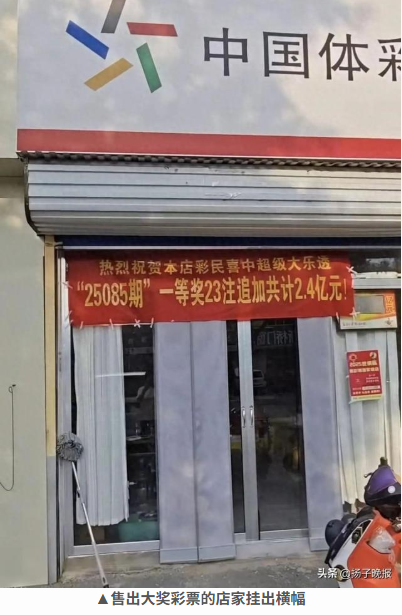 中国体彩
热烈祝贺本店彩民喜中超级大乐透
“25085期”一等奖23注追加共计2.4亿元！
头条 @扬子晚报
▲售出大奖彩票的店家挂出横幅